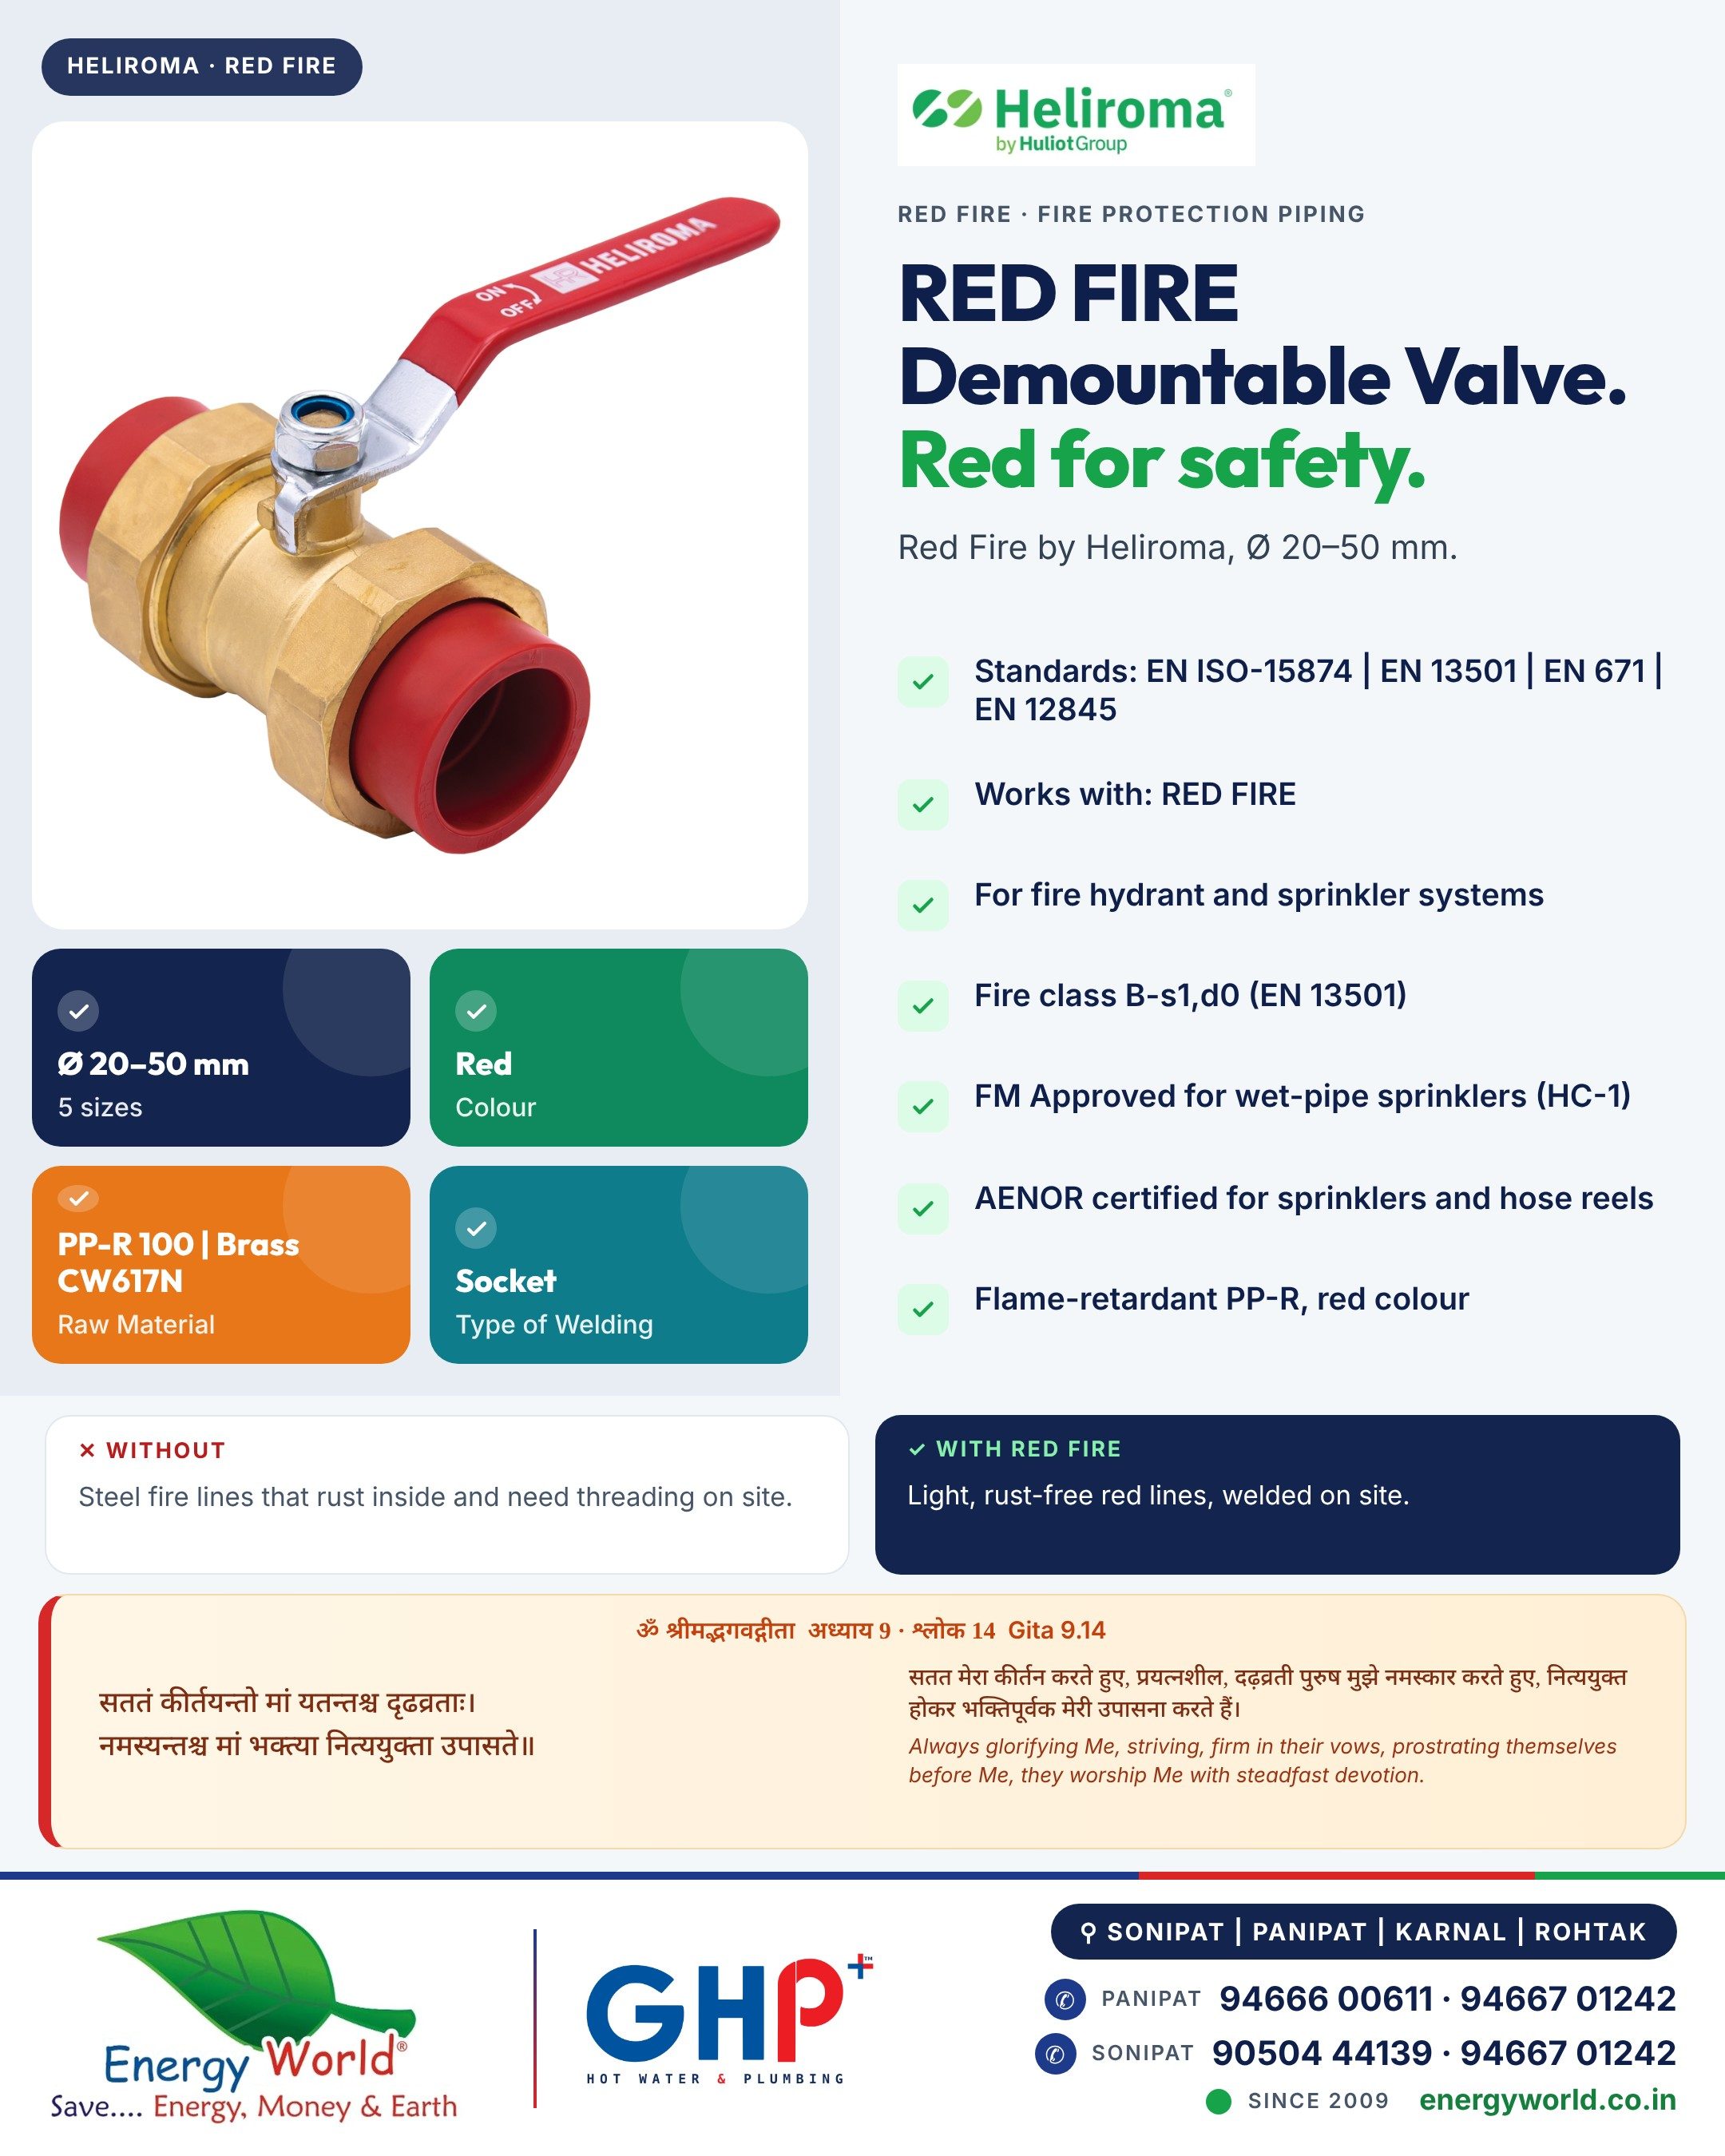 HELIROMA · RED FIRE
HELIROMA
ON
OFF
Heliroma®
by HuliotGroup
RED FIRE · FIRE PROTECTION PIPING
RED FIRE
Demountable Valve.
Red for safety.
Red Fire by Heliroma, Ø 20–50 mm.
Standards: EN ISO-15874 | EN 13501 | EN 671 |
EN 12845
Works with: RED FIRE
For fire hydrant and sprinkler systems
Fire class B-s1,d0 (EN 13501)
FM Approved for wet-pipe sprinklers (HC-1)
AENOR certified for sprinklers and hose reels
Flame-retardant PP-R, red colour
Ø 20–50 mm
5 sizes
Red
Colour
PP-R 100 | Brass
CW617N
Raw Material
Socket
Type of Welding
✕ WITHOUT
Steel fire lines that rust inside and need threading on site.
✓ WITH RED FIRE
Light, rust-free red lines, welded on site.
ॐ श्रीमद्भगवद्गीता अध्याय 9 · श्लोक 14 Gita 9.14
सततं कीर्तयन्तो मां यतन्तश्च दृढव्रताः।
नमस्यन्तश्च मां भक्त्या नित्ययुक्ता उपासते॥
सतत मेरा कीर्तन करते हुए, प्रयत्नशील, दृढ़व्रती पुरुष मुझे नमस्कार करते हुए, नित्ययुक्त
होकर भक्तिपूर्वक मेरी उपासना करते हैं।
Always glorifying Me, striving, firm in their vows, prostrating themselves
before Me, they worship Me with steadfast devotion.
Energy World®
Save.... Energy, Money & Earth
GHP+™
HOT WATER & PLUMBING
SONIPAT | PANIPAT | KARNAL | ROHTAK
PANIPAT 94666 00611 · 94667 01242
SONIPAT 90504 44139 · 94667 01242
SINCE 2009 energyworld.co.in